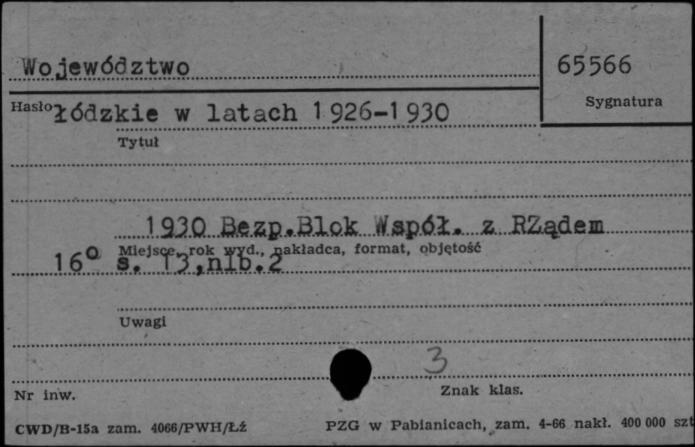 Województwo
65566
Sygnatura
Hasło łódzkie w latach 1926-1930
Tytuł
1930 Bezp.Blok Współ. z RZądem
Miejsce, rok wyd., nakładca, format, objętość
16° s. 13,nlb.2
Uwagi
3
Nr inw.
Znak klas.
CWD/B-15a zam. 4066/PWH/Łź
PZG w Pabianicach, zam. 4-66 nakł. 400 000 szt